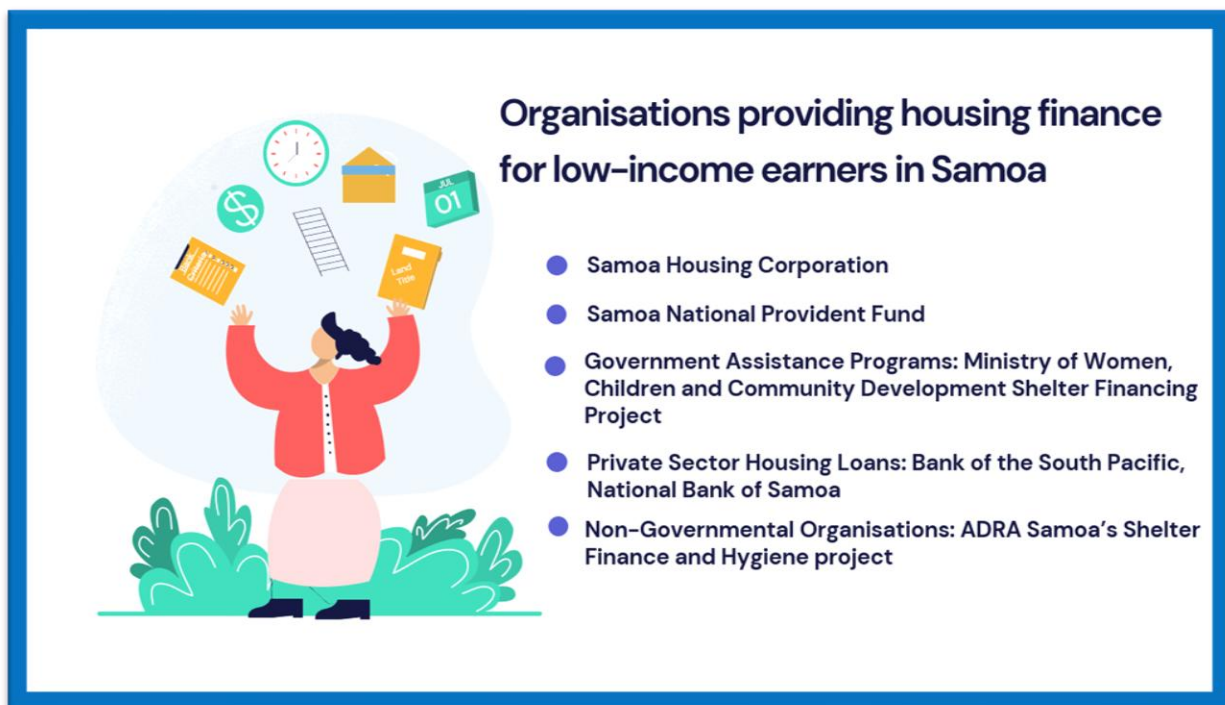 Organisations providing housing finance
for low-income earners in Samoa
JUL
01
$
Land
Title
Samoa Housing Corporation
Samoa National Provident Fund
Government Assistance Programs: Ministry of Women,
Children and Community Development Shelter Financing
Project
Private Sector Housing Loans: Bank of the South Pacific,
National Bank of Samoa
Non-Governmental Organisations: ADRA Samoa’s Shelter
Finance and Hygiene project